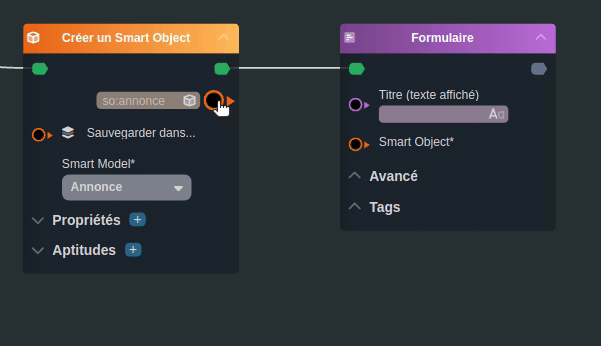 Créer un Smart Object
so:annonce
Sauvegarder dans...
Smart Model*
Annonce
Propriétés +
Aptitudes +
Formulaire
Titre (texte affiché)
Aa
Smart Object*
Avancé
Tags